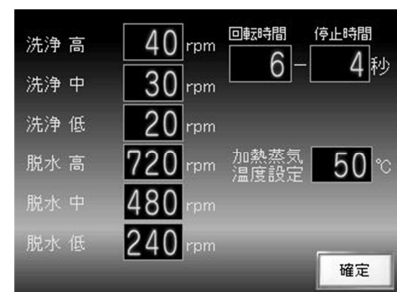 洗浄 高 40 rpm
洗浄 中 30 rpm
洗浄 低 20 rpm
脱水 高 720 rpm
脱水 中 480 rpm
脱水 低 240 rpm
回転時間 停止時間
6 - 4 秒
加熱蒸気
温度設定 50 ℃
確定